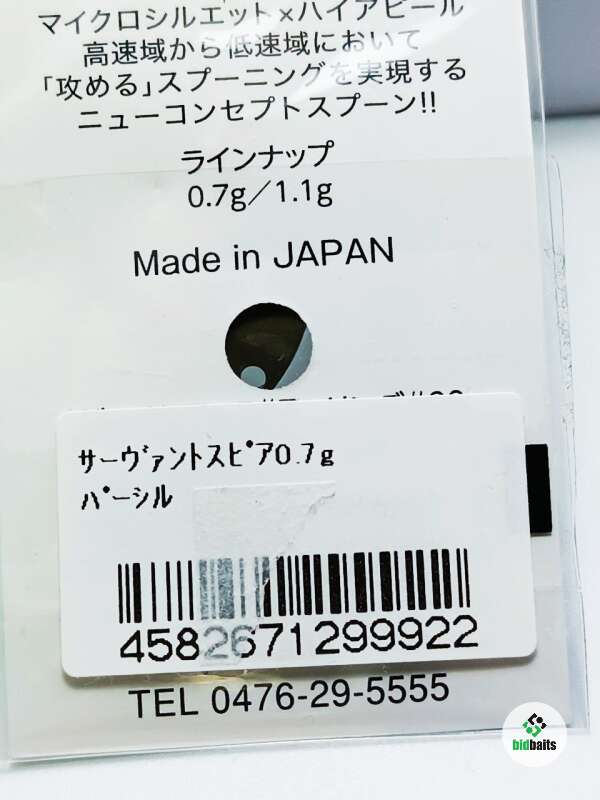 マイクロシルエット×ハイアピール
高速域から低速域において
「攻める」スプーニングを実現する
ニューコンセプトスプーン!!
ラインナップ
0.7g／1.1g
Made in JAPAN
サーヴァントスピア0.7g
パーシル
4582671299922
TEL 0476-29-5555
bidbaits